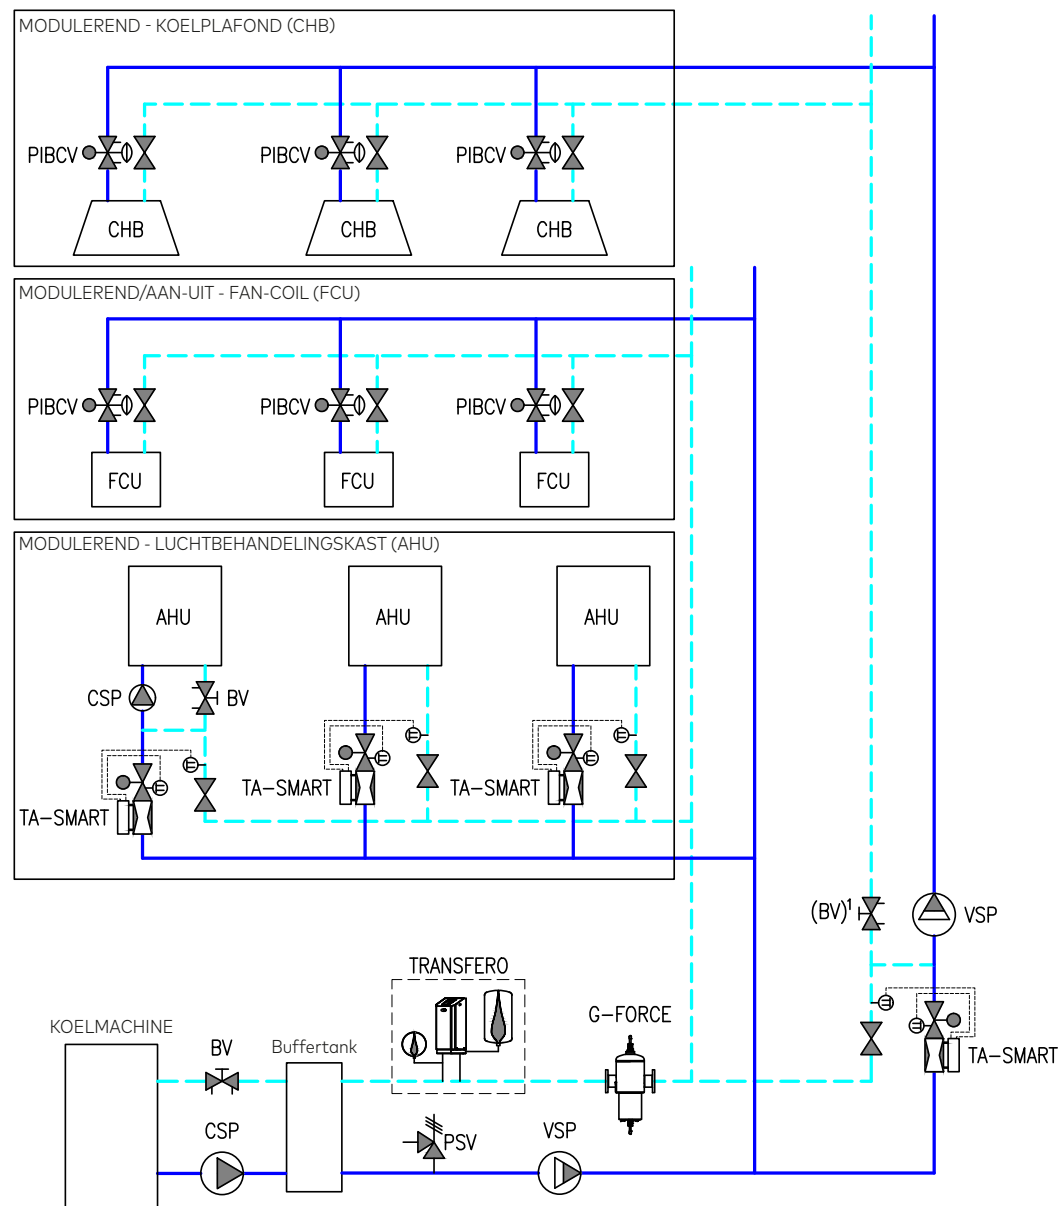 MODULEREND - KOELPLAFOND (CHB)
PIBCV
PIBCV
PIBCV
CHB
CHB
CHB
MODULEREND/AAN-UIT - FAN-COIL (FCU)
PIBCV
PIBCV
PIBCV
FCU
FCU
FCU
MODULEREND - LUCHTBEHANDELINGSKAST (AHU)
AHU
AHU
AHU
CSP
BV
TA-SMART
TA-SMART
TA-SMART
(BV)¹
VSP
TRANSFERO
G-FORCE
KOELMACHINE
BV
Buffertank
TA-SMART
CSP
PSV
VSP